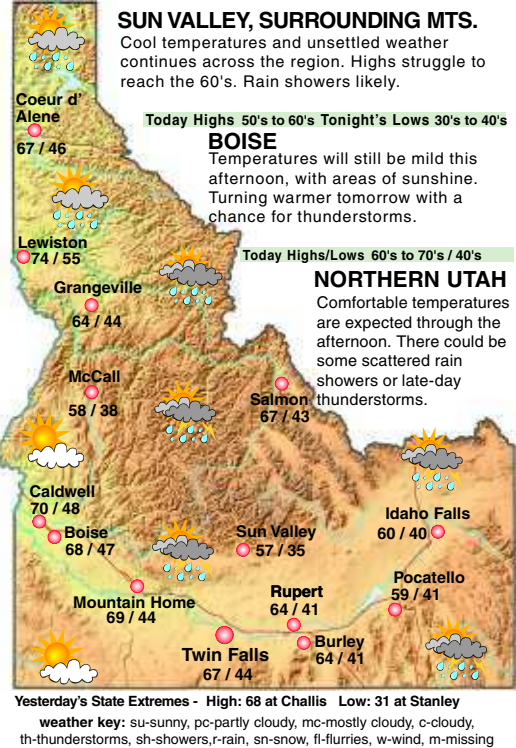 SUN VALLEY, SURROUNDING MTS.
Cool temperatures and unsettled weather
continues across the region. Highs struggle to
reach the 60's. Rain showers likely.
Today Highs 50's to 60's Tonight's Lows 30's to 40's
BOISE
Temperatures will still be mild this
afternoon, with areas of sunshine.
Turning warmer tomorrow with a
chance for thunderstorms.
Today Highs/Lows 60's to 70's / 40's
NORTHERN UTAH
Comfortable temperatures
are expected through the
afternoon. There could be
some scattered rain
showers or late-day
thunderstorms.
Coeur d'
Alene
67 / 46
Lewiston
74 / 55
Grangeville
64 / 44
McCall
58 / 38
Salmon
67 / 43
Caldwell
70 / 48
Boise
68 / 47
Sun Valley
57 / 35
Idaho Falls
60 / 40
Mountain Home
69 / 44
Rupert
64 / 41
Pocatello
59 / 41
Twin Falls
67 / 44
Burley
64 / 41
Yesterday's State Extremes - High: 68 at Challis Low: 31 at Stanley
weather key: su-sunny, pc-partly cloudy, mc-mostly cloudy, c-cloudy,
th-thunderstorms, sh-showers,r-rain, sn-snow, fl-flurries, w-wind, m-missing